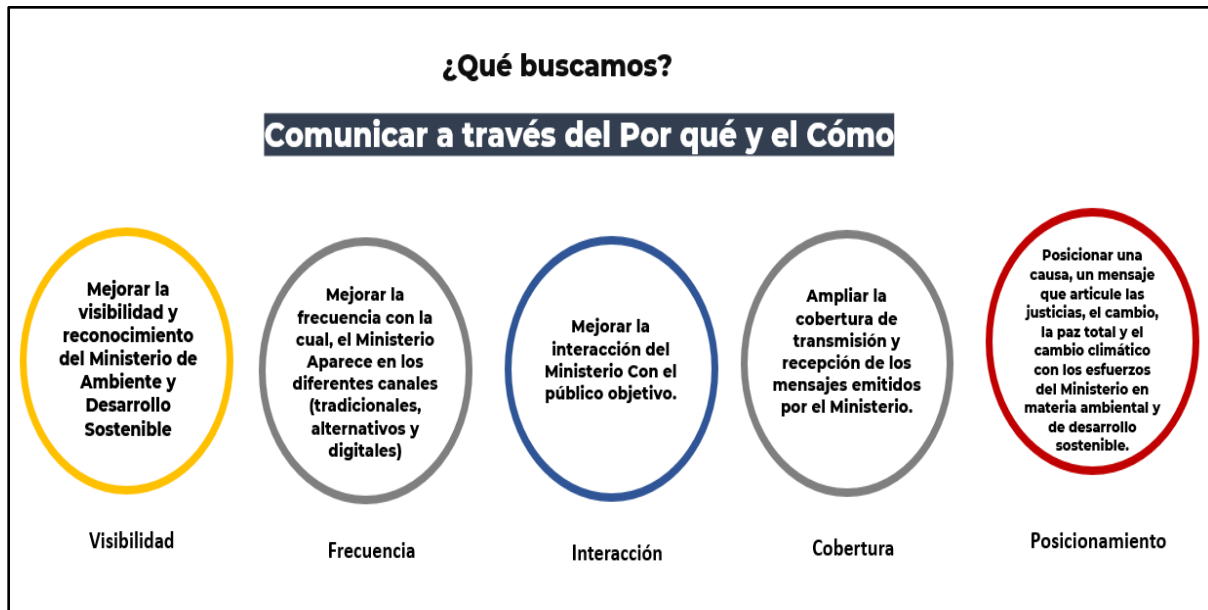 ¿Qué buscamos?
Comunicar a través del Por qué y el Cómo
Mejorar la
visibilidad y
reconocimiento
del Ministerio de
Ambiente y
Desarrollo
Sostenible
Visibilidad
Mejorar la
frecuencia con la
cual, el Ministerio
Aparece en los
diferentes canales
(tradicionales,
alternativos y
digitales)
Frecuencia
Mejorar la
interacción del
Ministerio Con el
público objetivo.
Interacción
Ampliar la
cobertura de
transmisión y
recepción de los
mensajes emitidos
por el Ministerio.
Cobertura
Posicionar una
causa, un mensaje
que articule las
justicias, el cambio,
la paz total y el
cambio climático
con los esfuerzos
del Ministerio en
materia ambiental y
de desarrollo
sostenible.
Posicionamiento